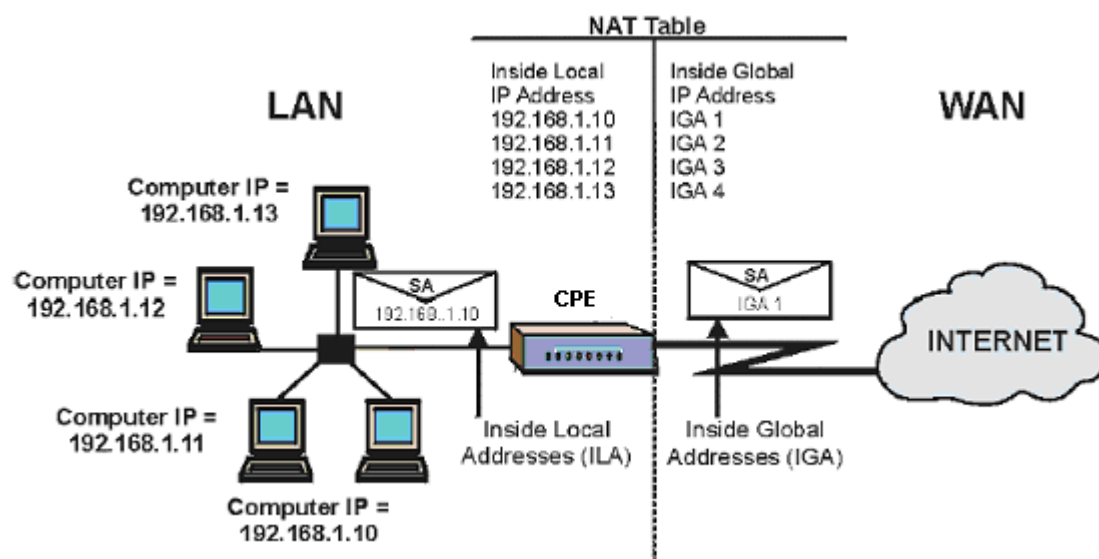 NAT Table
Inside Local
IP Address
192.168.1.10
192.168.1.11
192.168.1.12
192.168.1.13
Inside Global
IP Address
IGA 1
IGA 2
IGA 3
IGA 4
LAN
WAN
Computer IP =
192.168.1.13
Computer IP =
192.168.1.12
Computer IP =
192.168.1.11
Computer IP =
192.168.1.10
SA
192.168..1.10
CPE
SA
IGA 1
INTERNET
Inside Local
Addresses (ILA)
Inside Global
Addresses (IGA)